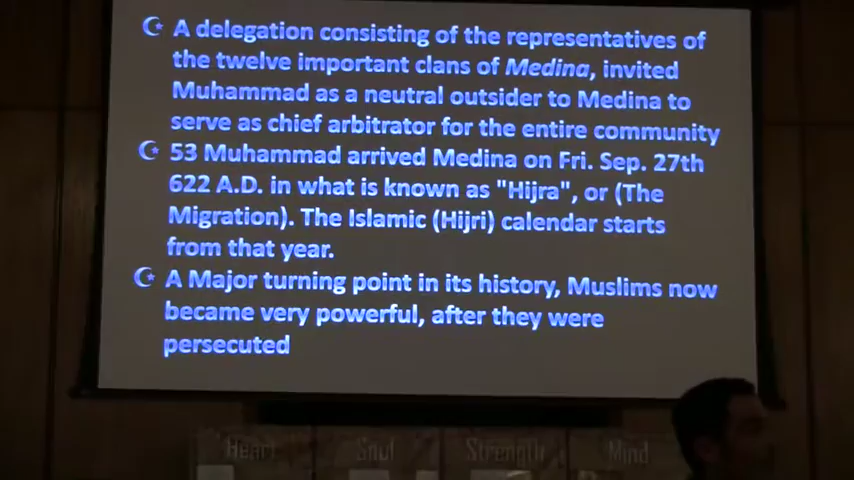 A delegation consisting of the representatives of
the twelve important clans of Medina, invited
Muhammad as a neutral outsider to Medina to
serve as chief arbitrator for the entire community
53 Muhammad arrived Medina on Fri. Sep. 27th
622 A.D. in what is known as "Hijra", or (The
Migration). The Islamic (Hijri) calendar starts
from that year.
A Major turning point in its history, Muslims now
became very powerful, after they were
persecuted
Heart Soul Strength Mind